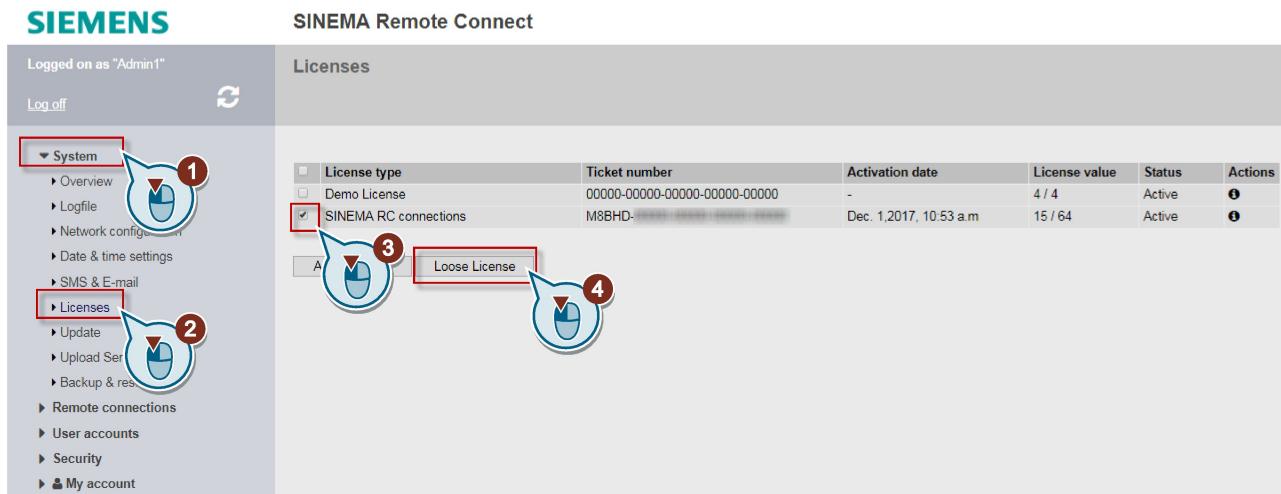 SIEMENS
SINEMA Remote Connect
Logged on as "Admin1"
Log off
Licenses
System
1
Overview
Logfile
Network
Date & time settings
SMS & E-mail
Licenses
2
Update
Upload
Backup &
Remote connections
User accounts
Security
My account
License type Ticket number Activation date License value Status Actions
Demo License 00000-00000-00000-00000-00000 - 4 / 4 Active
SINEMA RC connections M8BHD- Dec. 1,2017, 10:53 a.m 15 / 64 Active
3
Loose License
4